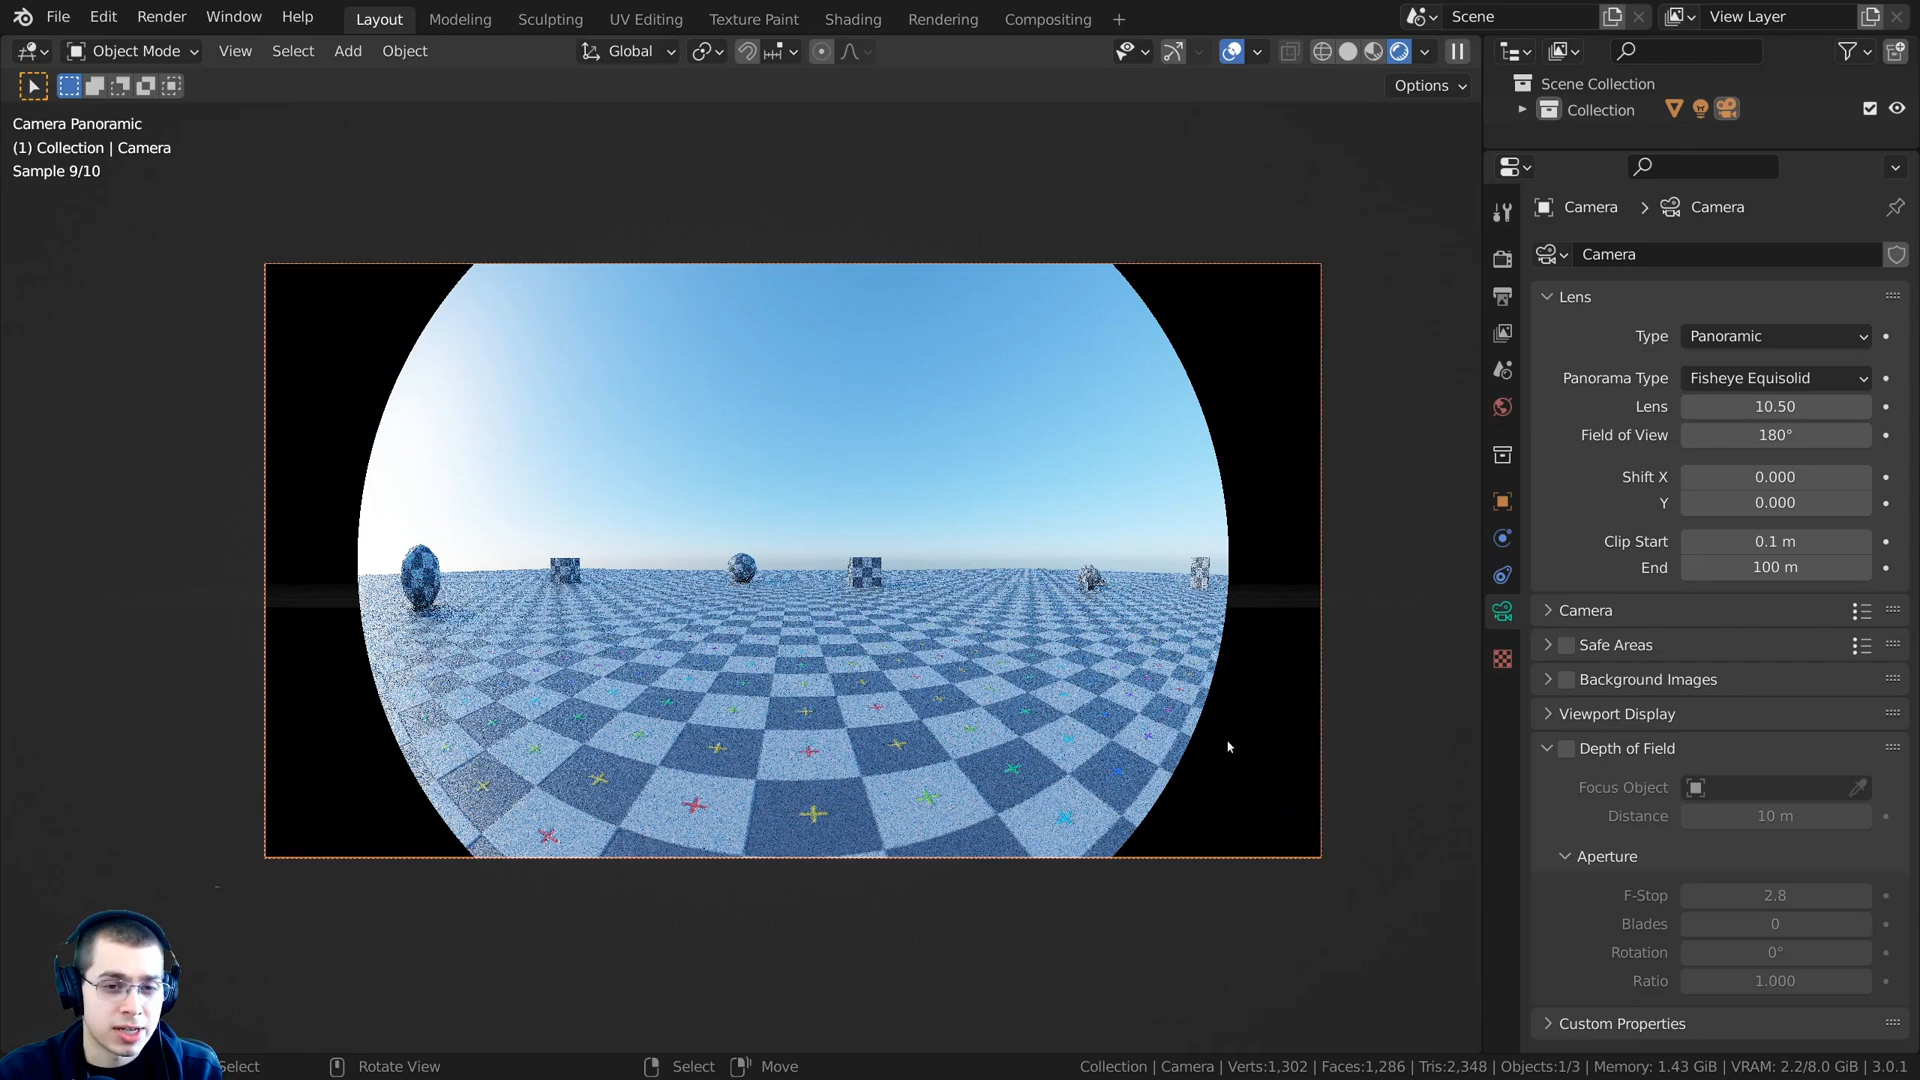 File Edit Render Window Help Layout Modeling Sculpting UV Editing Texture Paint Shading Rendering Compositing + Scene View Layer
Object Mode View Select Add Object Global
Options
Camera Panoramic
(1) Collection | Camera
Sample 9/10
Scene Collection
Collection
Camera > Camera
Camera
Lens
Type Panoramic
Panorama Type Fisheye Equisolid
Lens 10.50
Field of View 180°
Shift X 0.000
Y 0.000
Clip Start 0.1 m
End 100 m
Camera
Safe Areas
Background Images
Viewport Display
Depth of Field
Focus Object
Distance 10 m
Aperture
F-Stop 2.8
Blades 0
Rotation 0°
Ratio 1.000
Custom Properties
Select Rotate View Select Move Collection | Camera | Verts:1,302 | Faces:1,286 | Tris:2,348 | Objects:1/3 | Memory: 1.43 GiB | VRAM: 2.2/8.0 GiB | 3.0.1